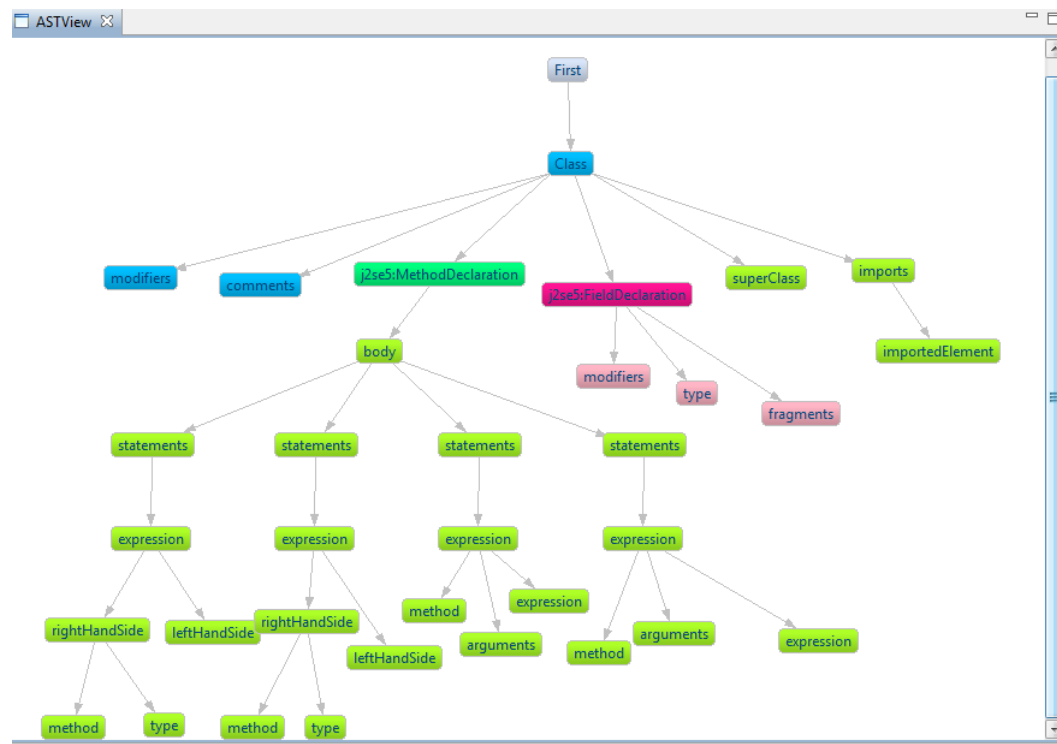 ASTView
First
Class
modifiers
comments
j2se5:MethodDeclaration
j2se5:FieldDeclaration
superClass
imports
body
modifiers
type
fragments
importedElement
statements
statements
statements
statements
expression
expression
expression
expression
rightHandSide
leftHandSide
rightHandSide
leftHandSide
method
arguments
expression
method
arguments
expression
method
type
method
type